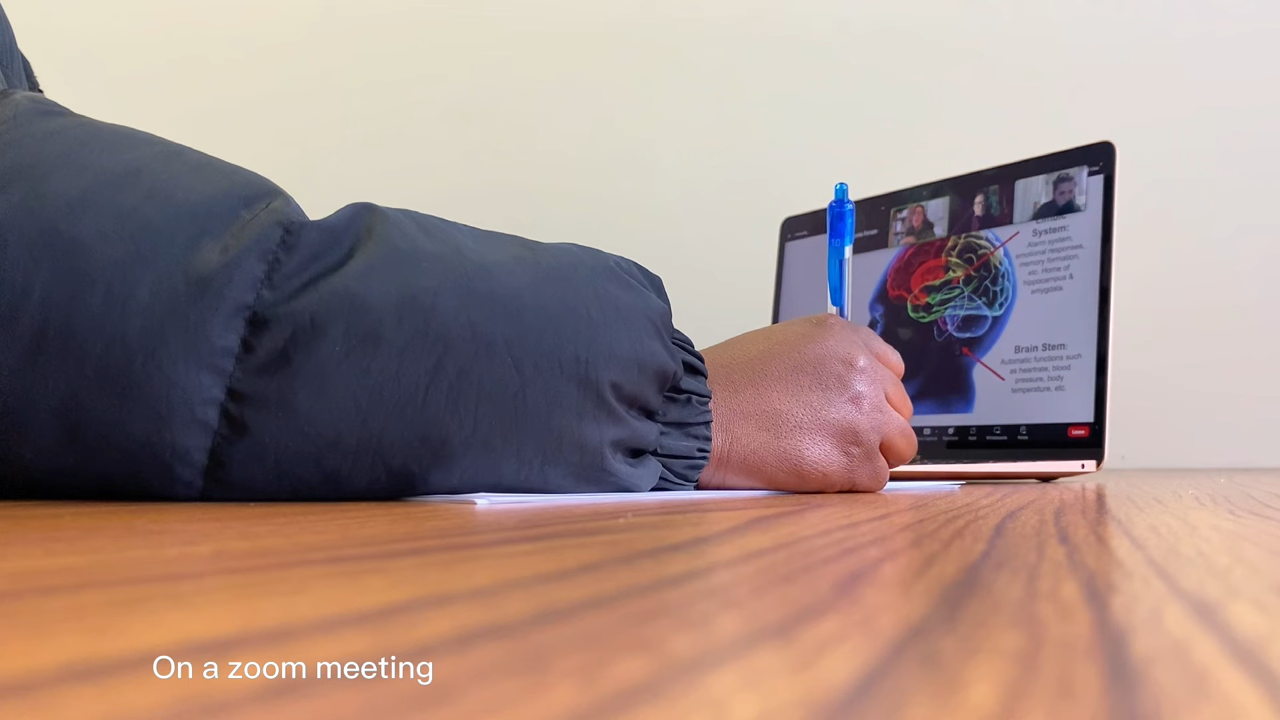 System:
Alarm system,
emotional responses,
memory formation,
etc. Home of
hippocampus &
amygdala.
Brain Stem:
Automatic functions such
as heartrate, blood
pressure, body
temperature, etc.
Leave
On a zoom meeting